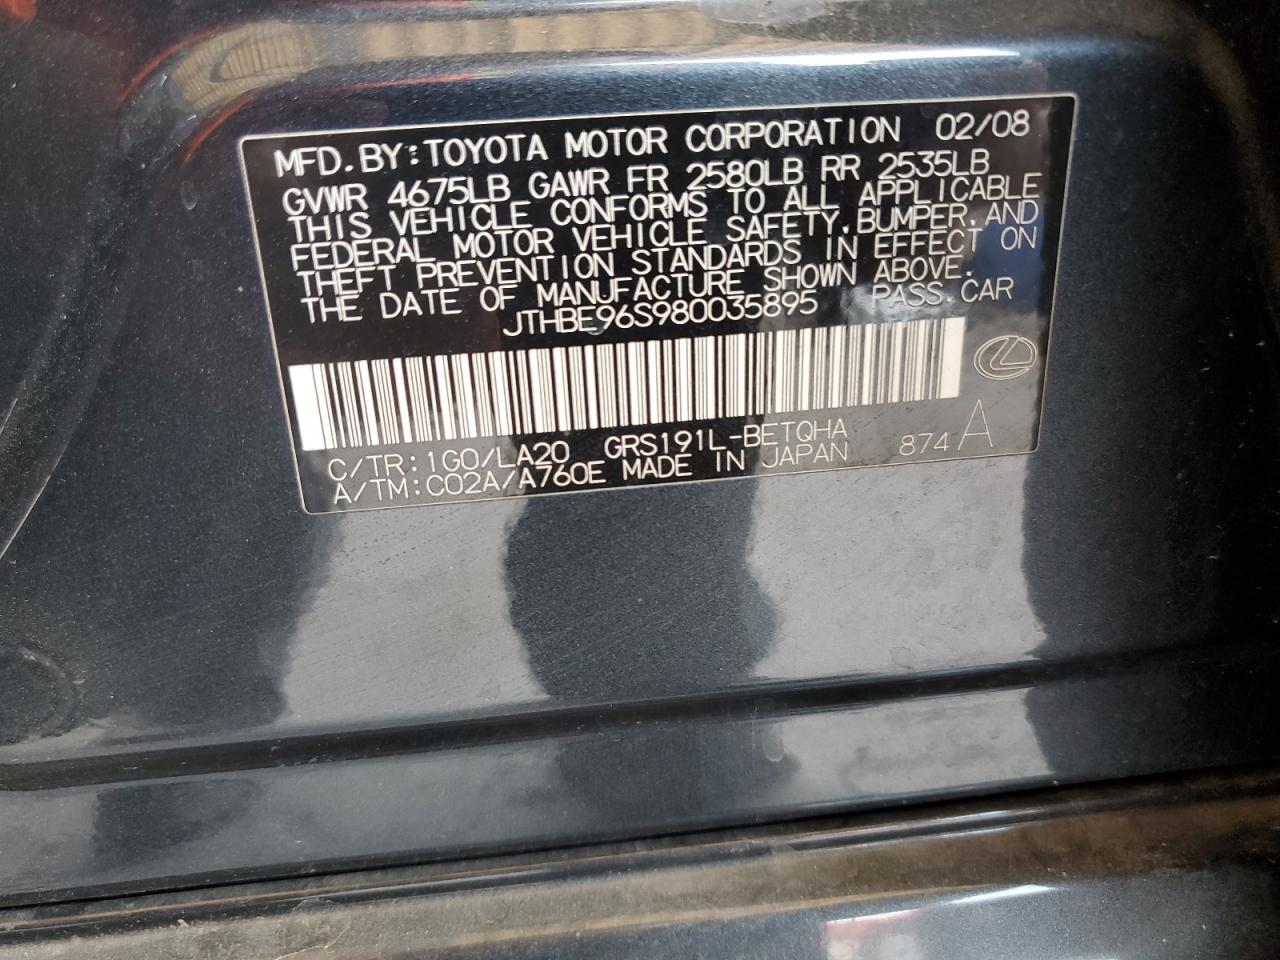 MFD.BY:TOYOTA MOTOR CORPORATION 02/08
GVWR 4675LB GAWR FR 2580LB RR 2535LB
THIS VEHICLE CONFORMS TO ALL APPLICABLE
FEDERAL MOTOR VEHICLE SAFETY,BUMPER,AND
THEFT PREVENTION STANDARDS IN EFFECT ON
THE DATE OF MANUFACTURE SHOWN ABOVE.
JTHBE96S980035895 PASS.CAR
C/TR:1G0/LA20 GRS191L-BETQHA
A/TM:C02A/A760E MADE IN JAPAN 874 A